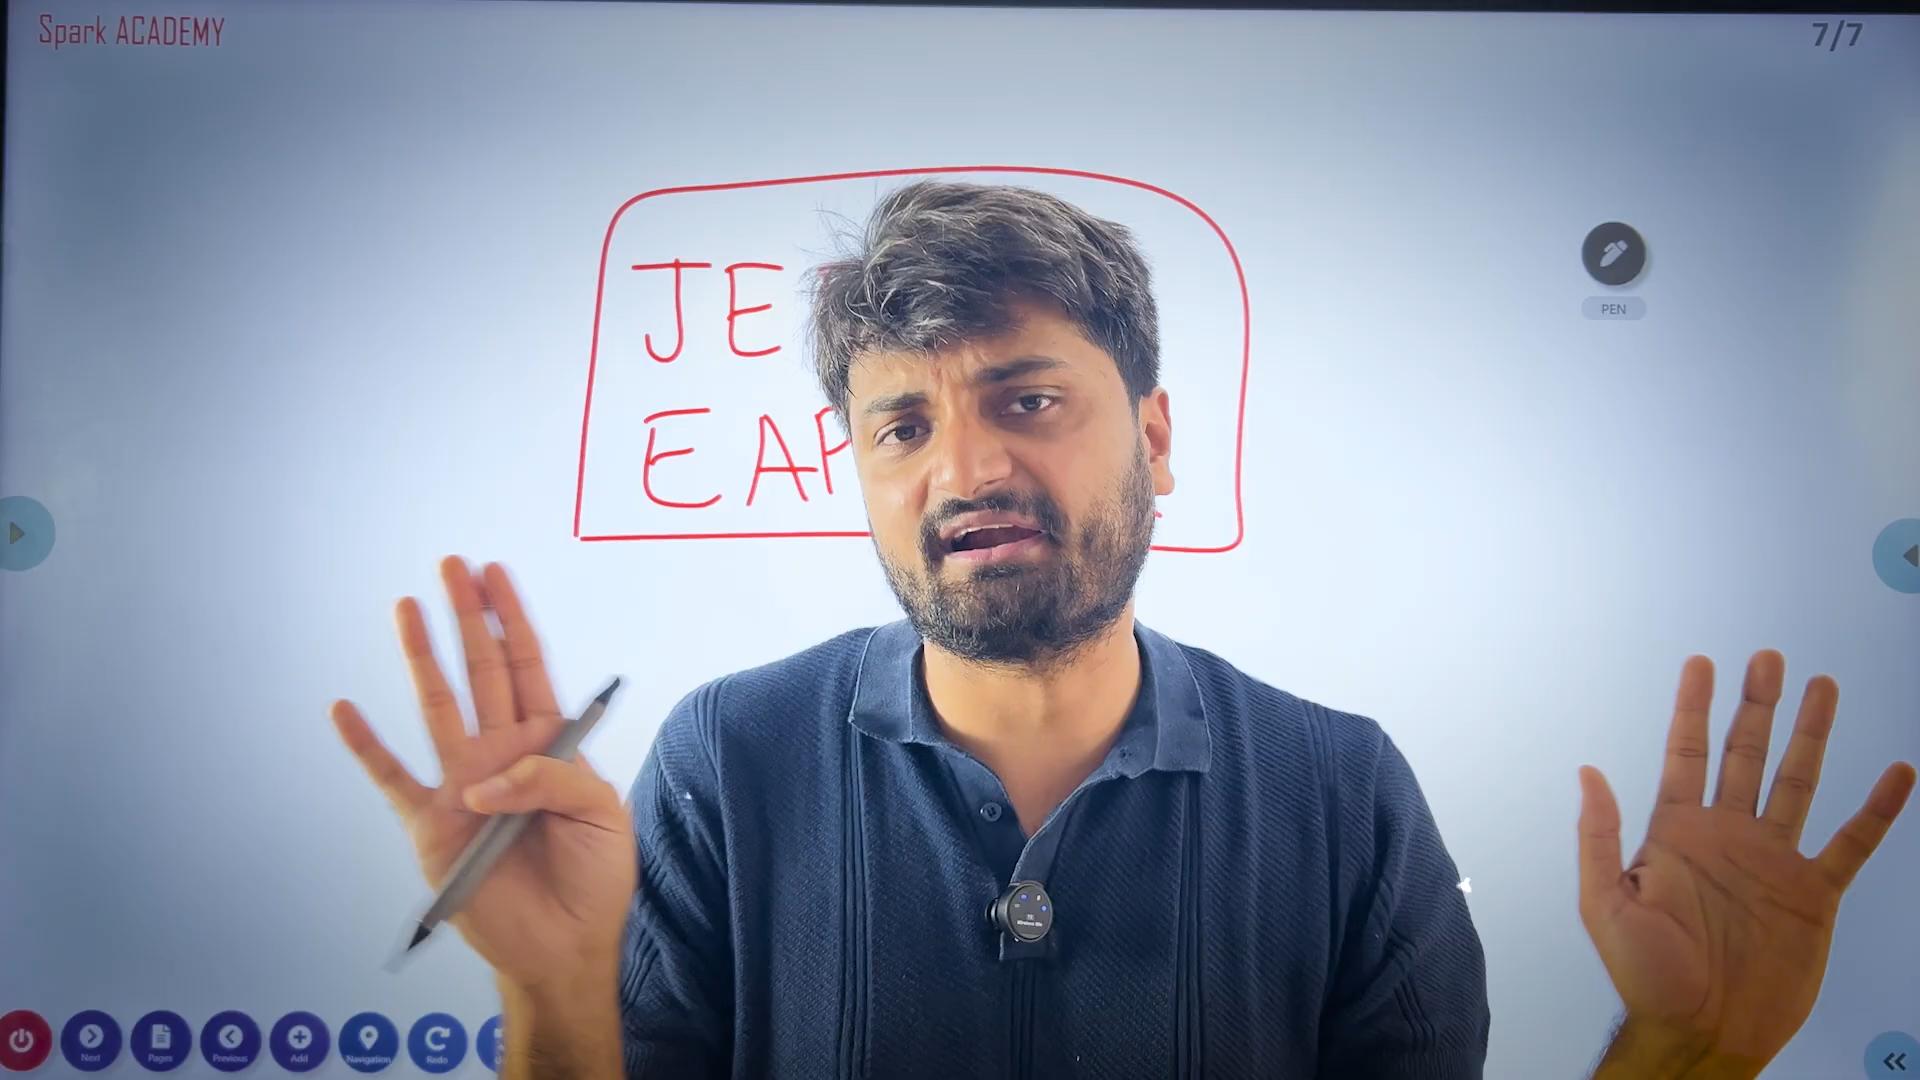 Spark ACADEMY
7/7
JE
PEN
EAP
Next
Pages
Previous
Add
Navigation
Redo